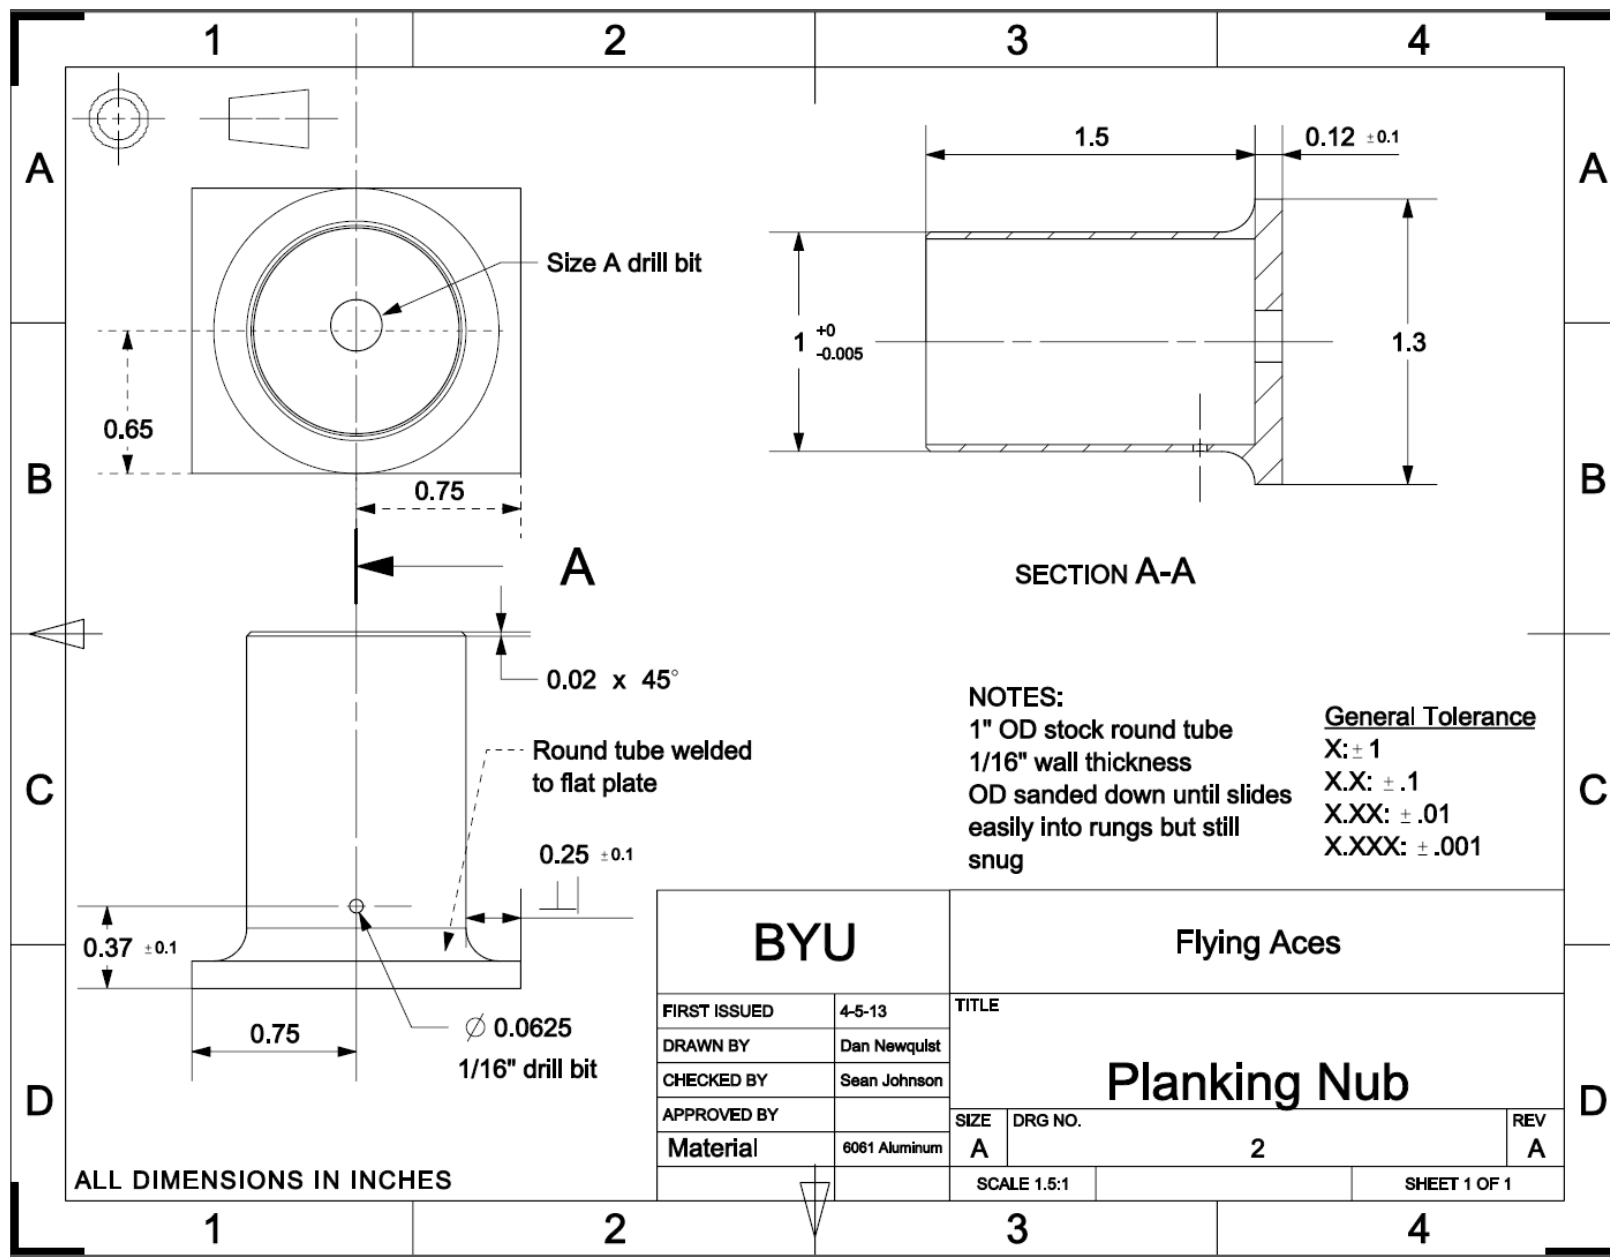 1 2 3 4
A A
B B
C C
D D
Size A drill bit
0.65
0.75
A
1.5
0.12 ±0.1
1 +0
-0.005
1.3
SECTION A-A
0.02 x 45°
Round tube welded
to flat plate
0.25 ±0.1
0.37 ±0.1
0.75
∅ 0.0625
1/16" drill bit
NOTES:
1" OD stock round tube
1/16" wall thickness
OD sanded down until slides
easily into rungs but still
snug
General Tolerance
X:± 1
X.X: ± .1
X.XX: ± .01
X.XXX: ± .001
BYU
Flying Aces
FIRST ISSUED 4-5-13
DRAWN BY Dan Newquist
CHECKED BY Sean Johnson
APPROVED BY
Material 6061 Aluminum
TITLE
Planking Nub
SIZE
A
DRG NO.
2
REV
A
SCALE 1.5:1
SHEET 1 OF 1
ALL DIMENSIONS IN INCHES
1 2 3 4